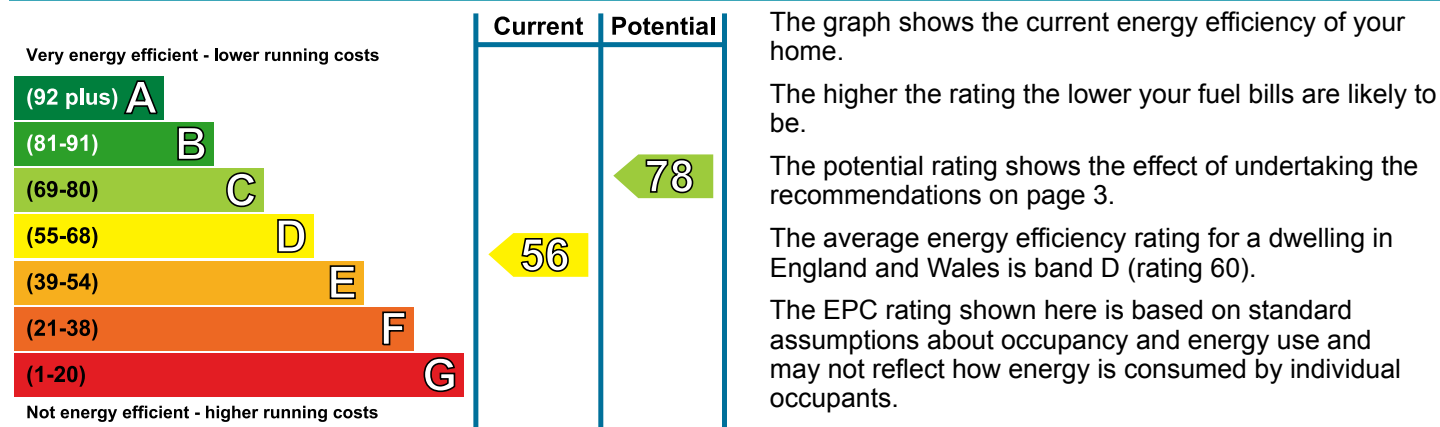 Current Potential
Very energy efficient - lower running costs
(92 plus) A
(81-91) B
(69-80) C
78
(55-68) D
56
(39-54) E
(21-38) F
(1-20) G
Not energy efficient - higher running costs
The graph shows the current energy efficiency of your
home.
The higher the rating the lower your fuel bills are likely to
be.
The potential rating shows the effect of undertaking the
recommendations on page 3.
The average energy efficiency rating for a dwelling in
England and Wales is band D (rating 60).
The EPC rating shown here is based on standard
assumptions about occupancy and energy use and
may not reflect how energy is consumed by individual
occupants.